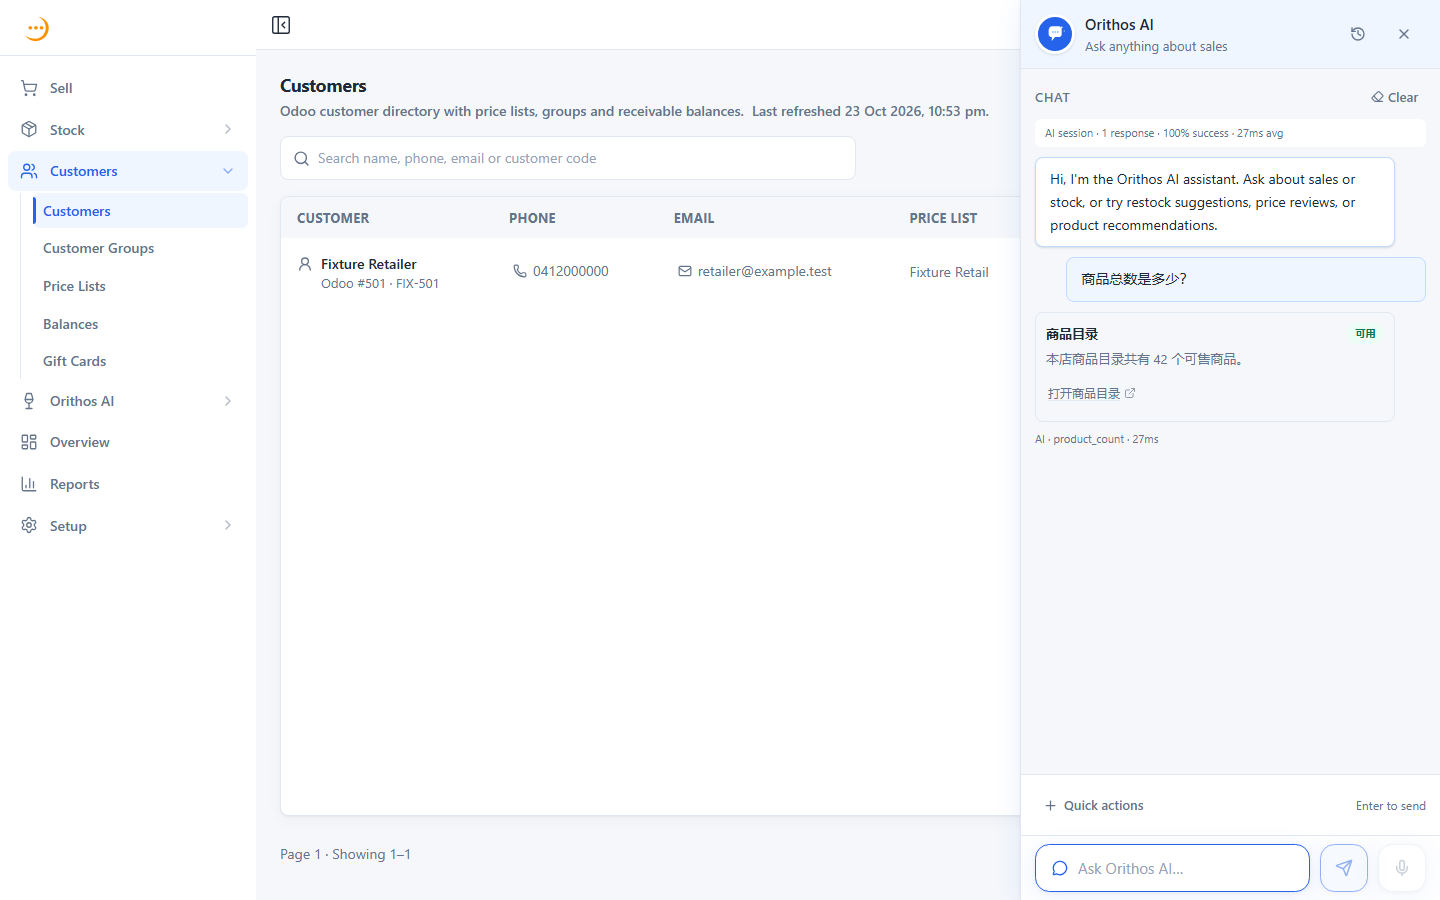 Sell
Stock
Customers
Customers
Customer Groups
Price Lists
Balances
Gift Cards
Orithos AI
Overview
Reports
Setup
Customers
Odoo customer directory with price lists, groups and receivable balances. Last refreshed 23 Oct 2026, 10:53 pm.
Search name, phone, email or customer code
CUSTOMER PHONE EMAIL PRICE LIST
Fixture Retailer 0412000000 retailer@example.test Fixture Retail
Odoo #501 · FIX-501
Page 1 · Showing 1–1
Orithos AI
Ask anything about sales
CHAT Clear
AI session · 1 response · 100% success · 27ms avg
Hi, I'm the Orithos AI assistant. Ask about sales or
stock, or try restock suggestions, price reviews, or
product recommendations.
商品总数是多少？
商品目录 可用
本店商品目录共有 42 个可售商品。
打开商品目录
AI · product_count · 27ms
Quick actions Enter to send
Ask Orithos AI...